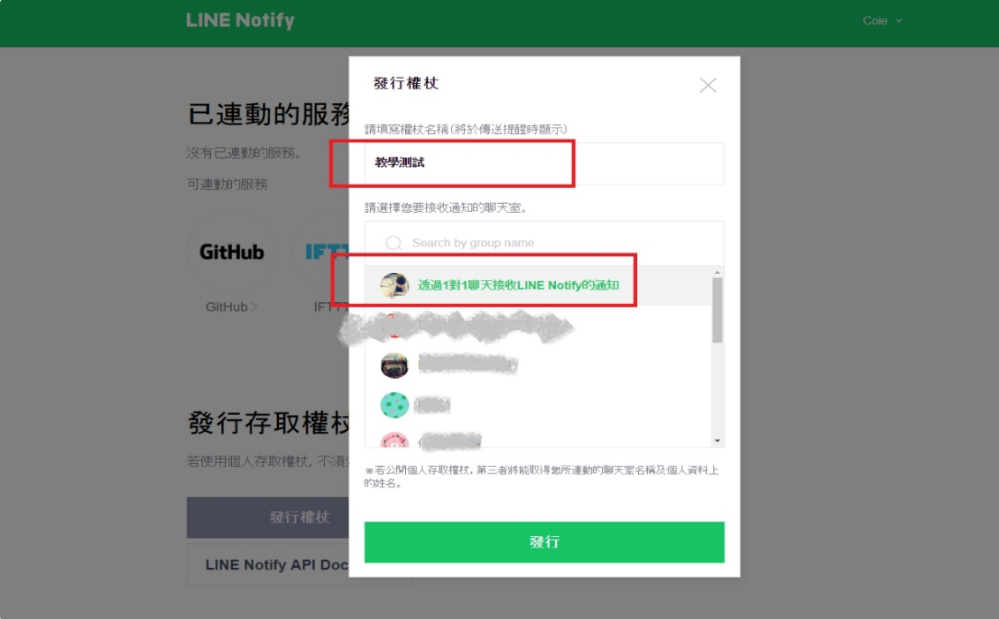 LINE Notify
Coie
發行權杖
已連動的服務
請填寫權杖名稱(將於傳送提醒時顯示)
沒有已連動的服務。
教學測試
可連動的服務
請選擇您要接收通知的聊天室。
Search by group name
GitHub
IFTT
透過1對1聊天接收LINE Notify的通知
GitHub
IFTTT
發行存取權杖
若使用個人存取權杖, 不須
※若公開個人存取權杖, 第三者將能取得您所連動的聊天室名稱及個人資料上
的姓名。
發行權杖
發行
LINE Notify API Doc